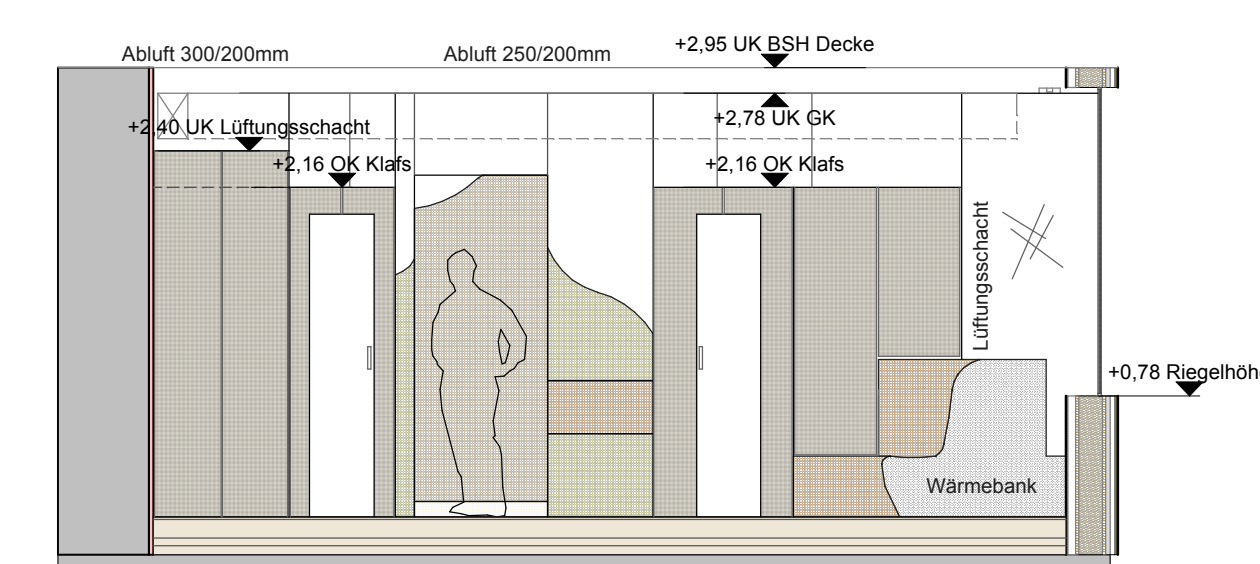 +2,95 UK BSH Decke
Abluft 300/200mm
Abluft 250/200mm
+2,78 UK GK
+2,40 UK Lüftungsschacht
+2,16 OK Klafs
+2,16 OK Klafs
Lüftungsschacht
+0,78 Riegelhöh
Wärmebank